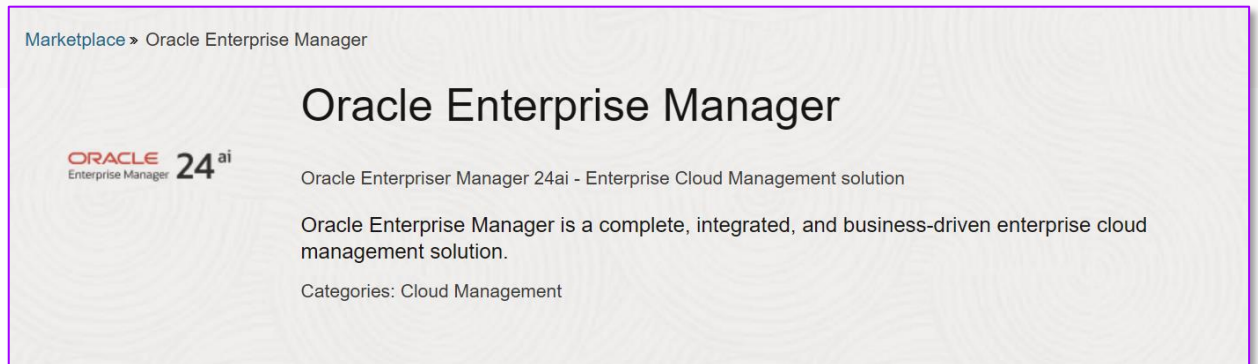 Marketplace » Oracle Enterprise Manager
Oracle Enterprise Manager
ORACLE
Enterprise Manager 24ai
Oracle Enterpriser Manager 24ai - Enterprise Cloud Management solution
Oracle Enterprise Manager is a complete, integrated, and business-driven enterprise cloud
management solution.
Categories: Cloud Management